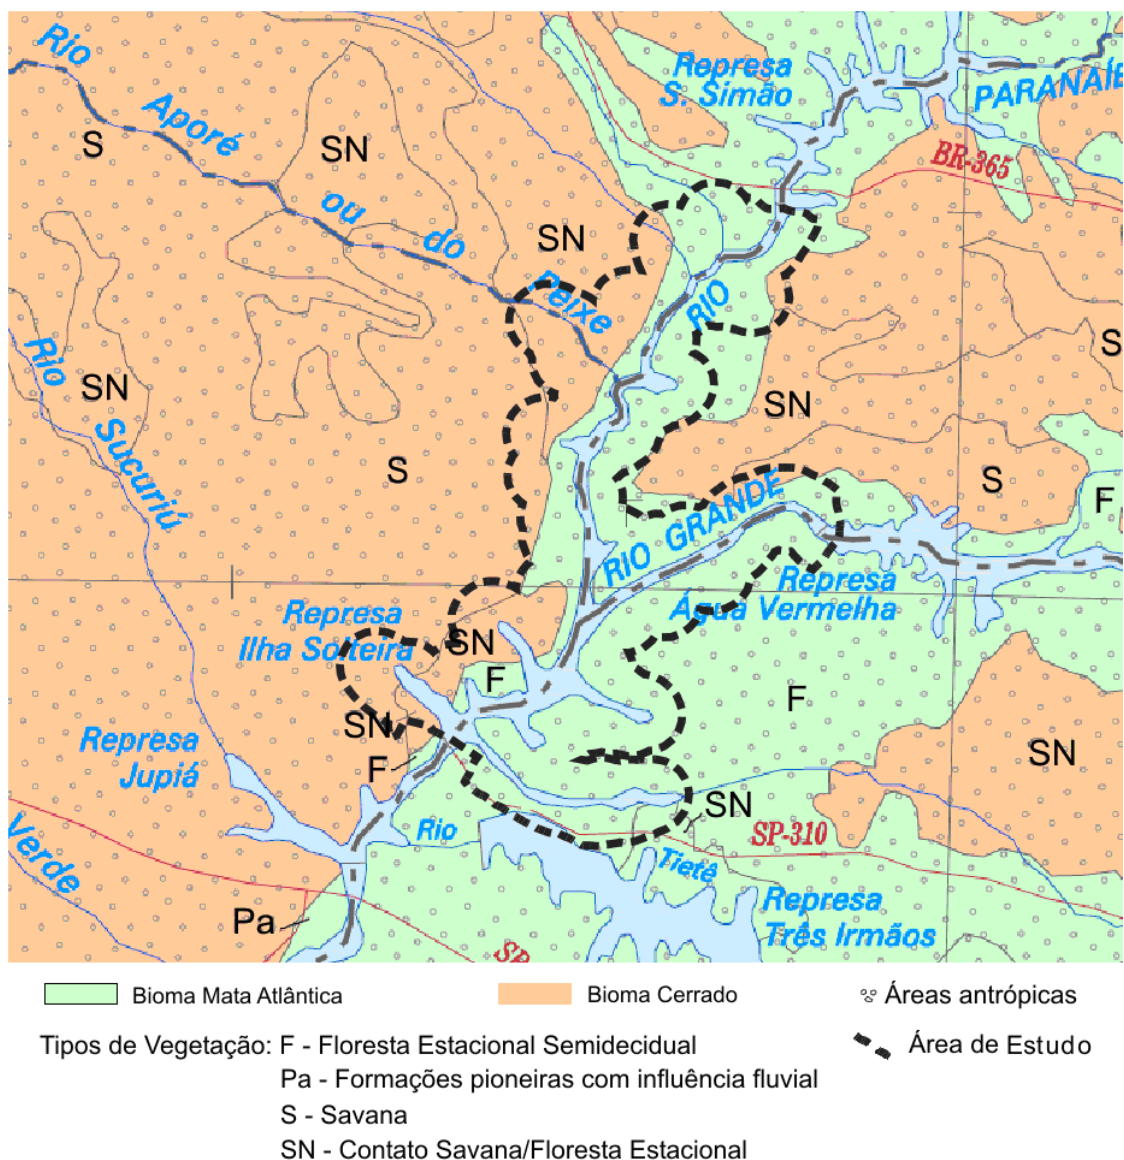 Rio
Aporé
ou do
Peixe
Represa
S. Simão
PARANAÍB
BR-365
S
SN
SN
RIO
S
Rio
Sucuriú
SN
S
SN
S
F
RIO GRANDE
Represa
Água Vermelha
Represa
Ilha Solteira
SN
F
F
SN
SN
F
Represa
Jupiá
SN
Verde
Rio
Tietê
SP-310
Pa
Represa
Três Irmãos
SP
Bioma Mata Atlântica
Bioma Cerrado
Áreas antrópicas
Tipos de Vegetação: F - Floresta Estacional Semidecidual
Área de Estudo
Pa - Formações pioneiras com influência fluvial
S - Savana
SN - Contato Savana/Floresta Estacional